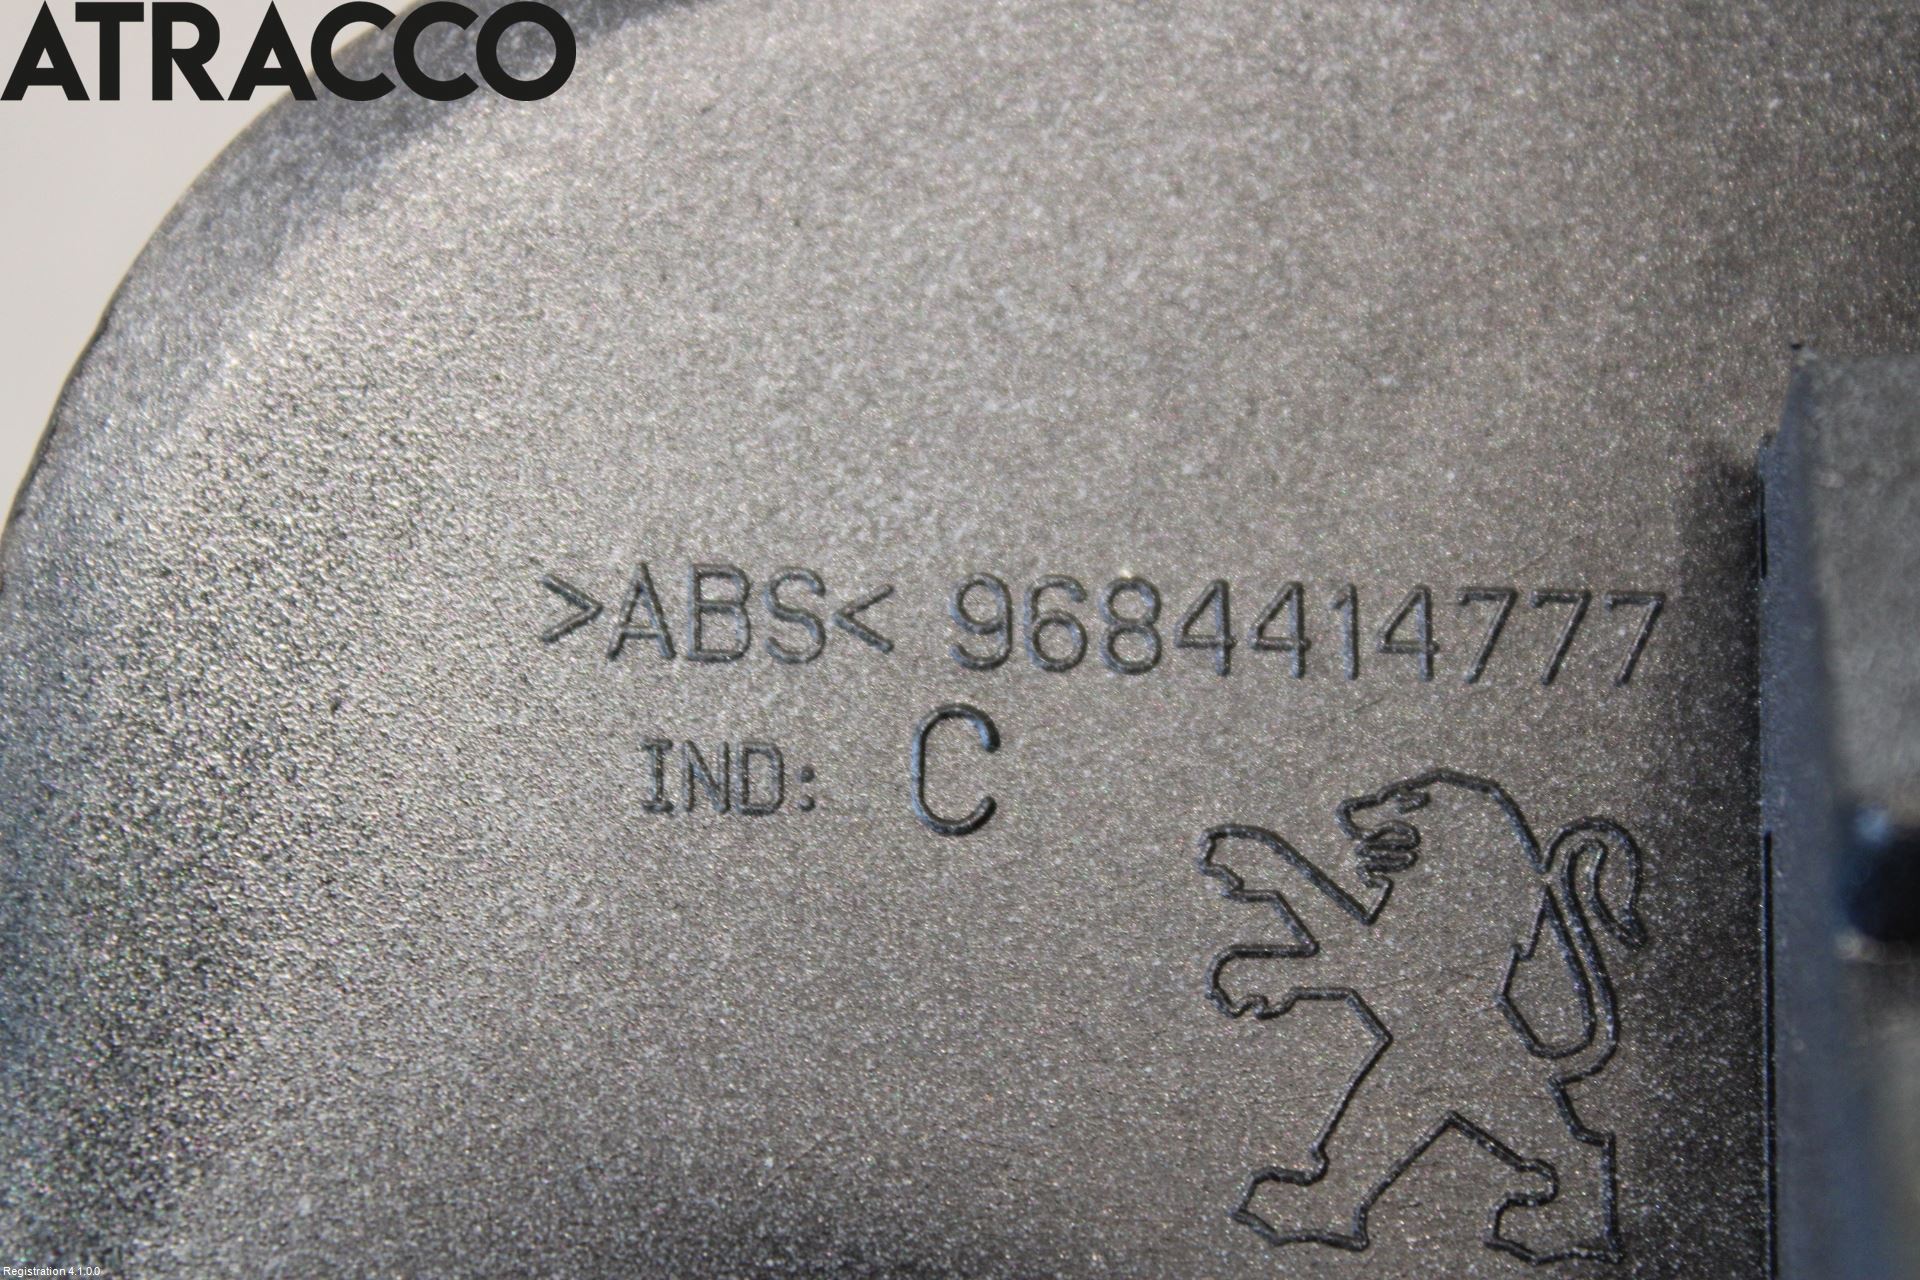 ATRACCO
>ABS< 9684414777
IND: C
Registration 4.1.0.0